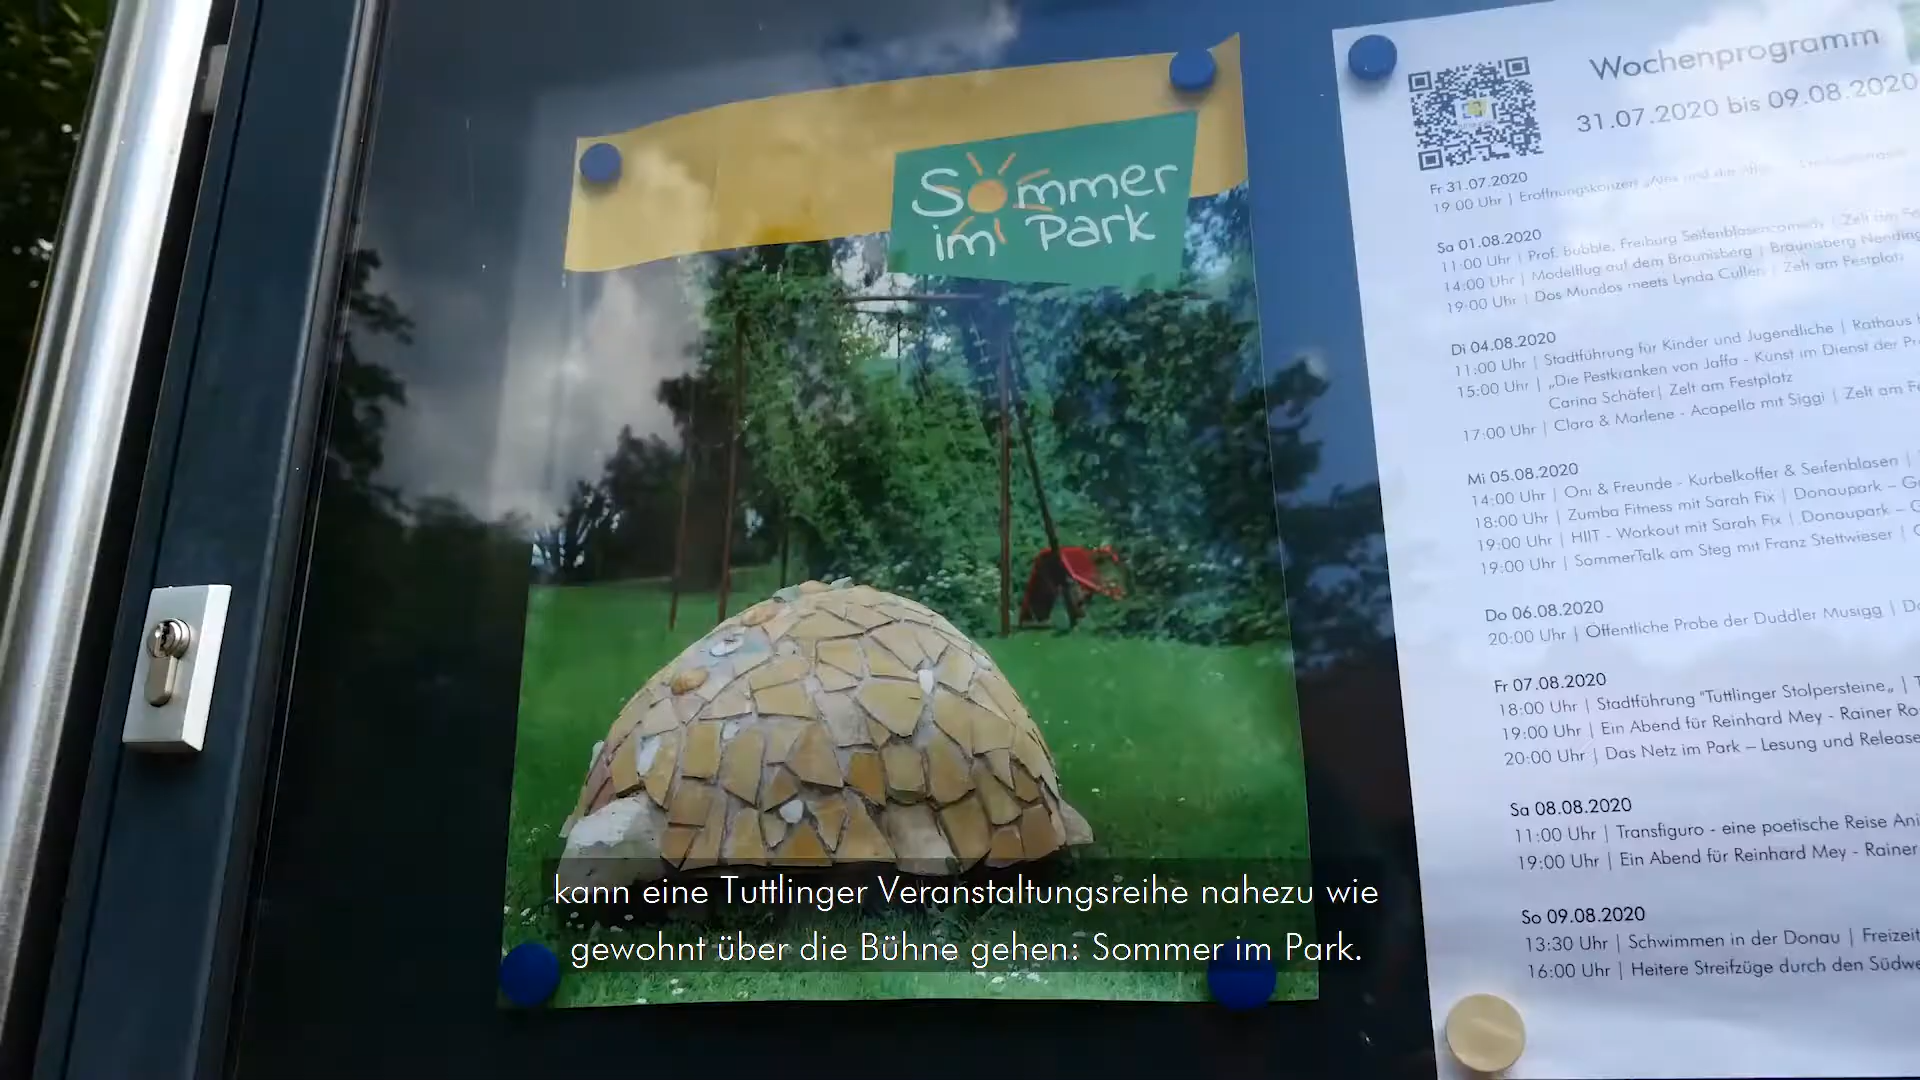 Sommer
im Park
Wochenprogramm
31.07.2020 bis 09.08.2020
Fr 31.07.2020
19:00 Uhr | Eröffnungskonzert
Sa 01.08.2020
11:00 Uhr | Prof. Bubble, Freiburg Seifenblasencomedy | Zelt am
14:00 Uhr | Modellflug auf dem Bräunisberg | Bräunisberg
19:00 Uhr | Dos Mundos meets Lynda Cullen | Zelt am Festplatz
Di 04.08.2020
11:00 Uhr | Stadtführung für Kinder und Jugendliche | Rathaus
15:00 Uhr | „Die Pestkranken von Jaffa - Kunst im Dienst der
Carina Schäfer| Zelt am Festplatz
17:00 Uhr | Clara & Marlene - Acapella mit Siggi | Zelt am
Mi 05.08.2020
14:00 Uhr | Oni & Freunde - Kurbelkoffer & Seifenblasen |
18:00 Uhr | Zumba Fitness mit Sarah Fix | Donaupark –
19:00 Uhr | HIIT - Workout mit Sarah Fix | Donaupark –
19:00 Uhr | SommerTalk am Steg mit Franz Stettwieser |
Do 06.08.2020
20:00 Uhr | Öffentliche Probe der Duddler Musigg |
Fr 07.08.2020
18:00 Uhr | Stadtführung "Tuttlinger Stolpersteine„ |
19:00 Uhr | Ein Abend für Reinhard Mey - Rainer
20:00 Uhr | Das Netz im Park – Lesung und Release
Sa 08.08.2020
11:00 Uhr | Transfiguro - eine poetische Reise
19:00 Uhr | Ein Abend für Reinhard Mey - Rainer
So 09.08.2020
13:30 Uhr | Schwimmen in der Donau |
16:00 Uhr | Heitere Streifzüge durch den
kann eine Tuttlinger Veranstaltungsreihe nahezu wie
gewohnt über die Bühne gehen: Sommer im Park.